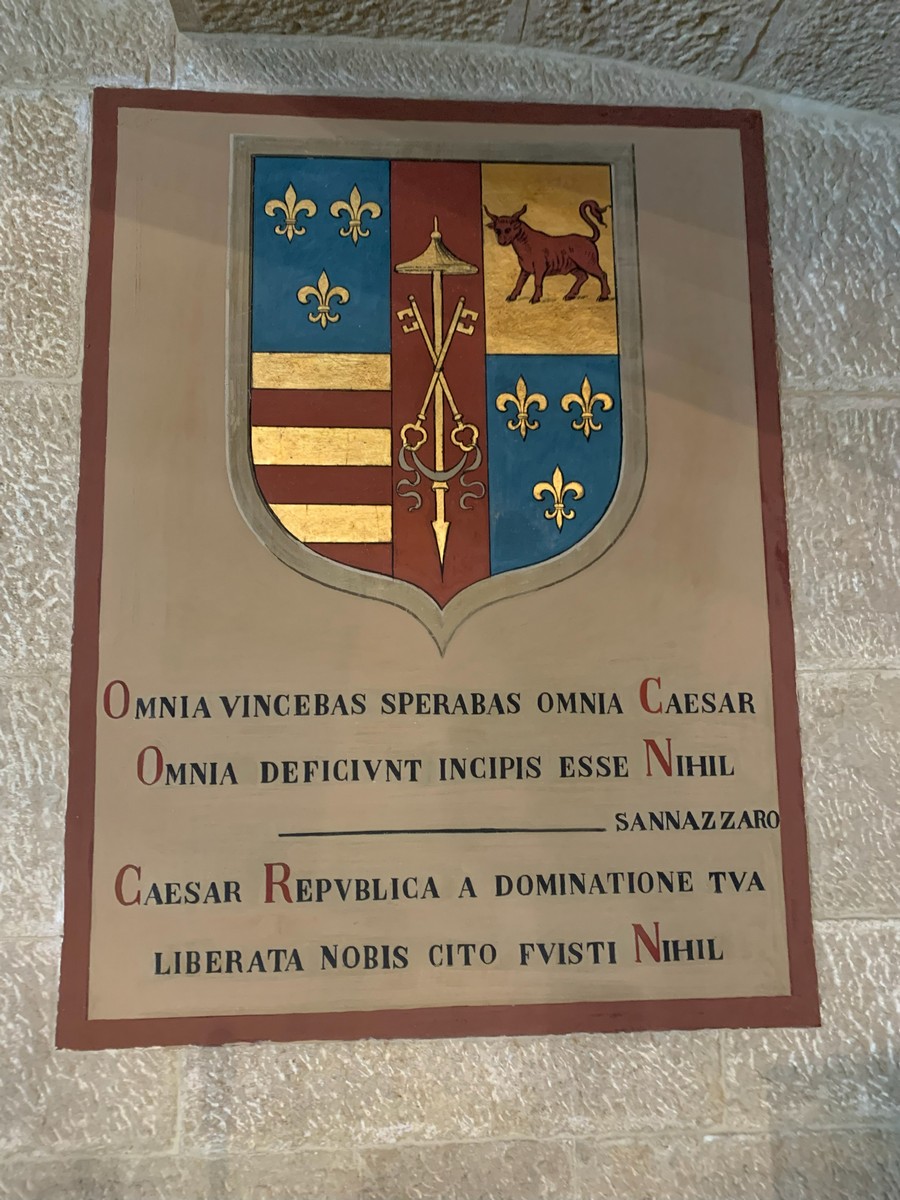 OMNIA VINCEBAS SPERABAS OMNIA CAESAR
OMNIA DEFICIVNT INCIPIS ESSE NIHIL
SANNAZZARO
CAESAR REPVBLICA A DOMINATIONE TVA
LIBERATA NOBIS CITO FVISTI NIHIL